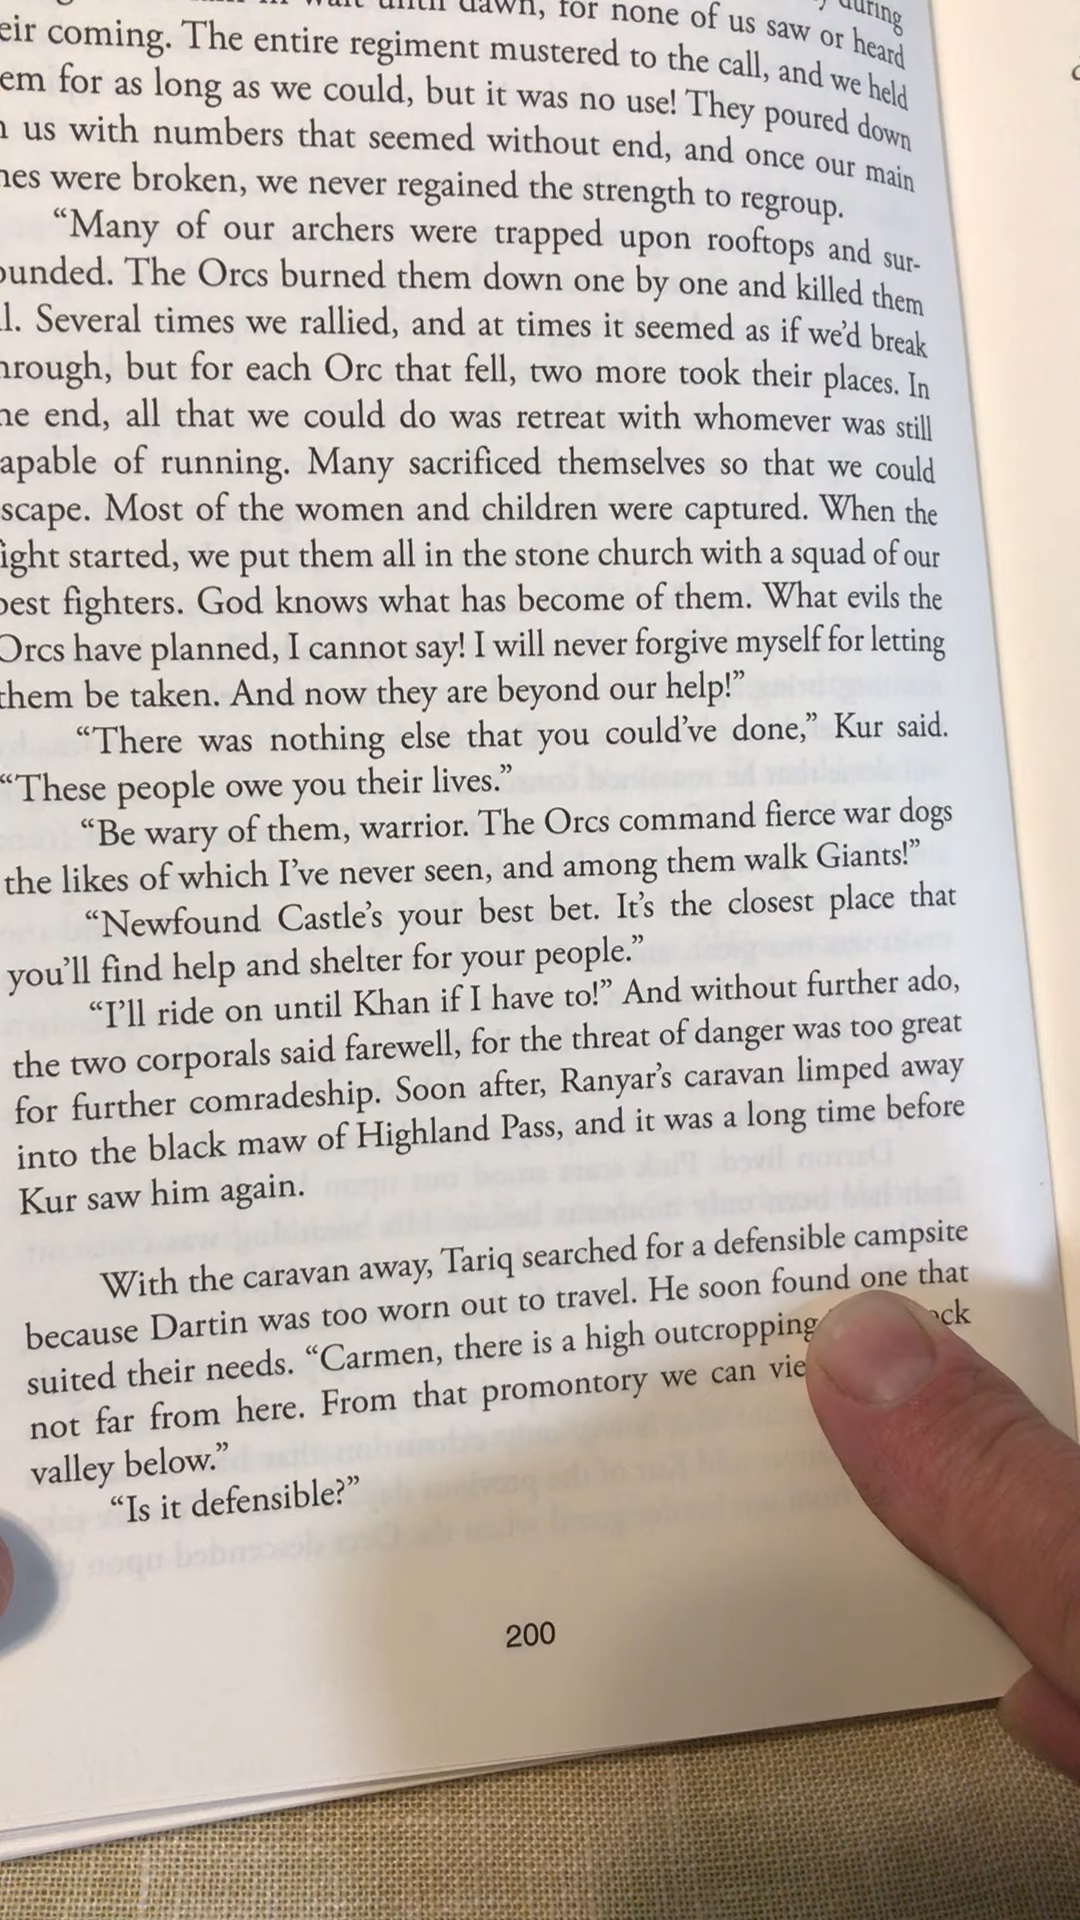 dawn, for none of us saw or heard
eir coming. The entire regiment mustered to the call, and we held
em for as long as we could, but it was no use! They poured down
us with numbers that seemed without end, and once our main
nes were broken, we never regained the strength to regroup.
“Many of our archers were trapped upon rooftops and sur-
ounded. The Orcs burned them down one by one and killed them
l. Several times we rallied, and at times it seemed as if we’d break
hrough, but for each Orc that fell, two more took their places. In
he end, all that we could do was retreat with whomever was still
apable of running. Many sacrificed themselves so that we could
scape. Most of the women and children were captured. When the
ight started, we put them all in the stone church with a squad of our
best fighters. God knows what has become of them. What evils the
Orcs have planned, I cannot say! I will never forgive myself for letting
them be taken. And now they are beyond our help!”
“There was nothing else that you could’ve done,” Kur said.
“These people owe you their lives.”
“Be wary of them, warrior. The Orcs command fierce war dogs
the likes of which I’ve never seen, and among them walk Giants!”
“Newfound Castle’s your best bet. It’s the closest place that
you’ll find help and shelter for your people.”
“I’ll ride on until Khan if I have to!” And without further ado,
the two corporals said farewell, for the threat of danger was too great
for further comradeship. Soon after, Ranyar’s caravan limped away
into the black maw of Highland Pass, and it was a long time before
Kur saw him again.
With the caravan away, Tariq searched for a defensible campsite
because Dartin was too worn out to travel. He soon found one that
suited their needs. “Carmen, there is a high outcropping ock
not far from here. From that promontory we can vie
valley below.”
“Is it defensible?”
200